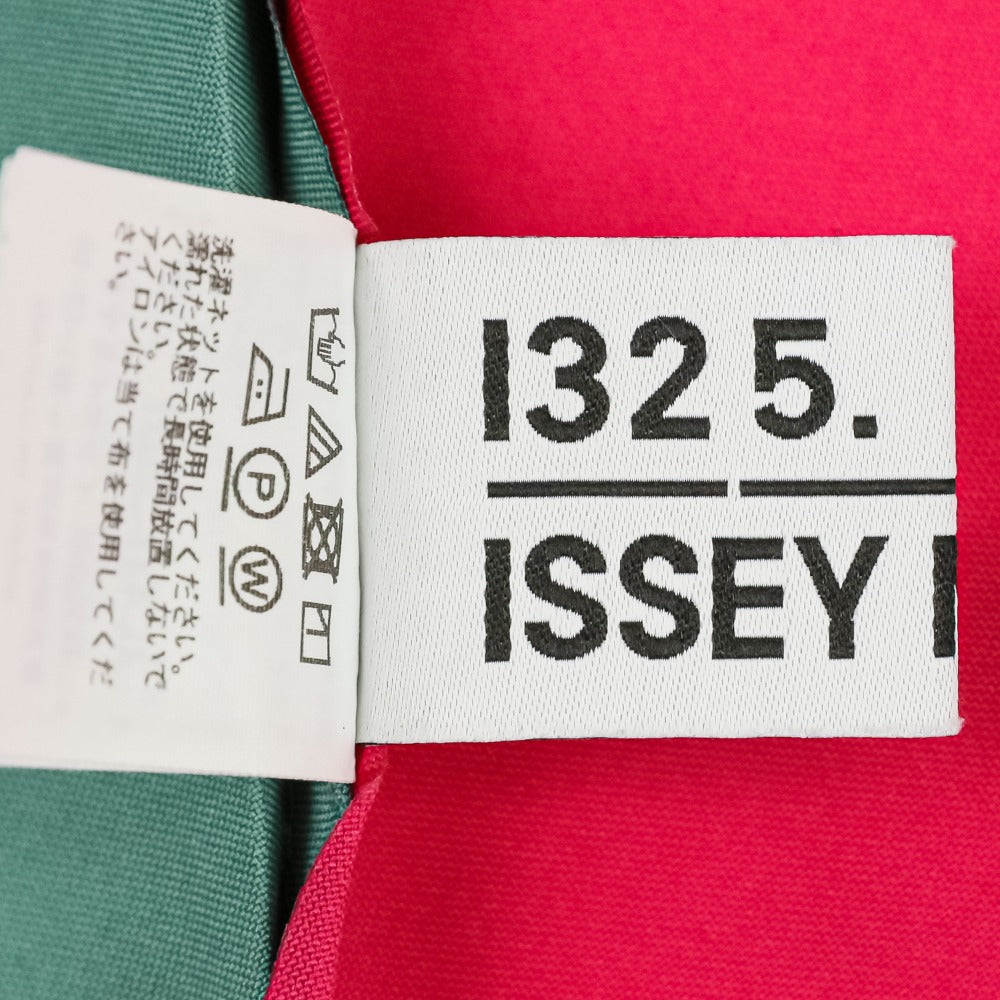 132 5.
ISSEY
洗濯ネットを使用してください。
濡れた状態で長時間放置しないで
ください。
アイロンは当て布を使用してくだ
さい。
P
W